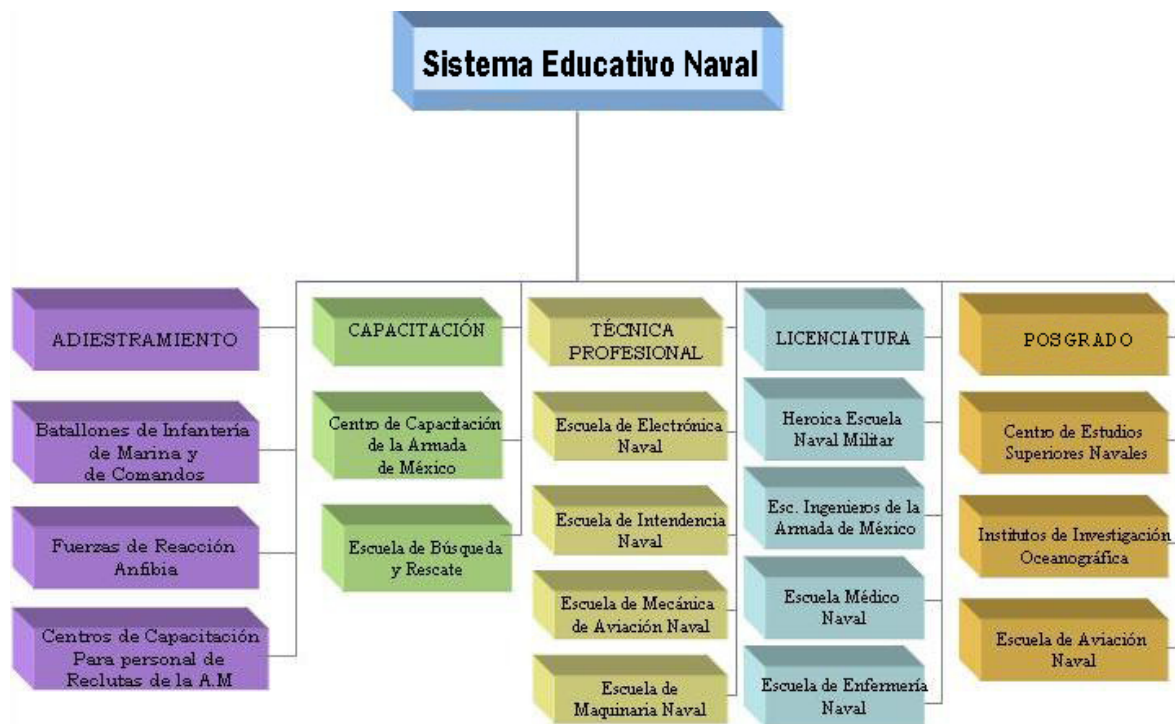 Sistema Educativo Naval
ADIESTRAMIENTO
Batallones de Infantería
de Marina y
de Comandos
Fuerzas de Reacción
Anfibia
Centros de Capacitación
Para personal de
Reclutas de la A.M
CAPACITACIÓN
Centro de Capacitación
de la Armada
de México
Escuela de Búsqueda
y Rescate
TÉCNICA
PROFESIONAL
Escuela de Electrónica
Naval
Escuela de Intendencia
Naval
Escuela de Mecánica
de Aviación Naval
Escuela de
Maquinaria Naval
LICENCIATURA
Heroica Escuela
Naval Militar
Esc. Ingenieros de la
Armada de México
Escuela Médico
Naval
Escuela de Enfermería
Naval
POSGRADO
Centro de Estudios
Superiores Navales
Institutos de Investigación
Oceanográfica
Escuela de Aviación
Naval